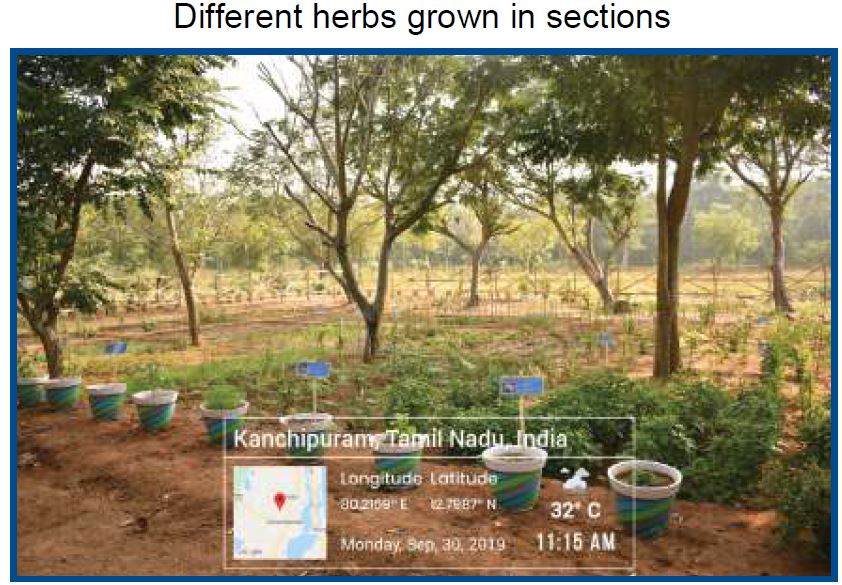 Different herbs grown in sections
Kanchipuram, Tamil Nadu, India
Longitude Latitude
80.2159° E 12.7887° N
32° C
Monday, Sep, 30, 2019
11:15 AM